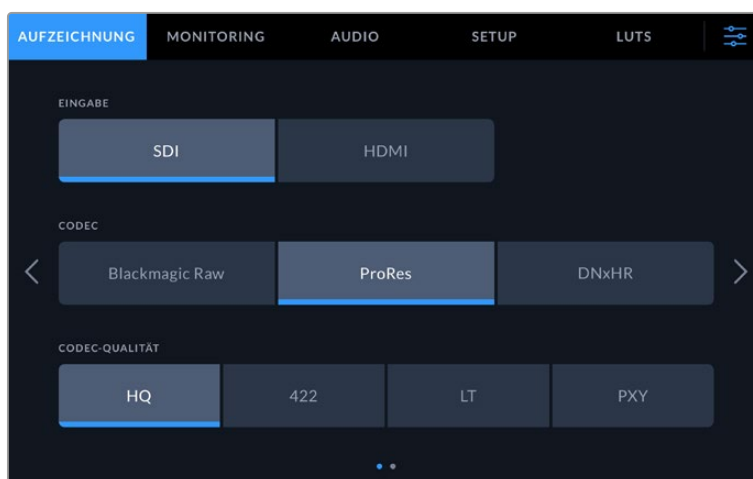 AUFZEICHNUNG MONITORING AUDIO SETUP LUTS
EINGABE
SDI HDMI
CODEC
Blackmagic Raw ProRes DNxHR
CODEC-QUALITÄT
HQ 422 LT PXY